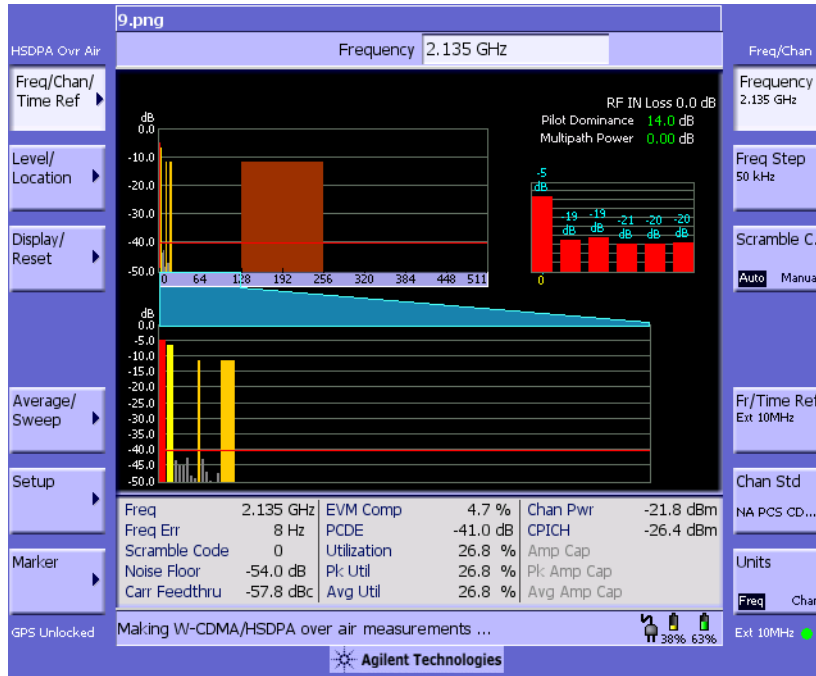 9.png
HSDPA Ovr Air
Frequency 2.135 GHz
Freq/Chan
Freq/Chan/
Time Ref
Level/
Location
Display/
Reset
Average/
Sweep
Setup
Marker
GPS Unlocked
RF IN Loss 0.0 dB
Pilot Dominance 14.0 dB
Multipath Power 0.00 dB
dB
0.0
-10.0
-20.0
-30.0
-40.0
-50.0
0 64 128 192 256 320 384 448 511
-5
dB
-19
dB
-19
dB
-21
dB
-20
dB
-20
dB
0
dB
0.0
-5.0
-10.0
-15.0
-20.0
-25.0
-30.0
-35.0
-40.0
-45.0
-50.0
Freq 2.135 GHz EVM Comp 4.7 % Chan Pwr -21.8 dBm
Freq Err 8 Hz PCDE -41.0 dB CPICH -26.4 dBm
Scramble Code 0 Utilization 26.8 % Amp Cap
Noise Floor -54.0 dB Pk Util 26.8 % Pk Amp Cap
Carr Feedthru -57.8 dBc Avg Util 26.8 % Avg Amp Cap
Making W-CDMA/HSDPA over air measurements ...
38% 63%
Agilent Technologies
Frequency
2.135 GHz
Freq Step
50 kHz
Scramble C.
Auto Manua
Fr/Time Ref
Ext 10MHz
Chan Std
NA PCS CD...
Units
Freq Char
Ext 10MHz